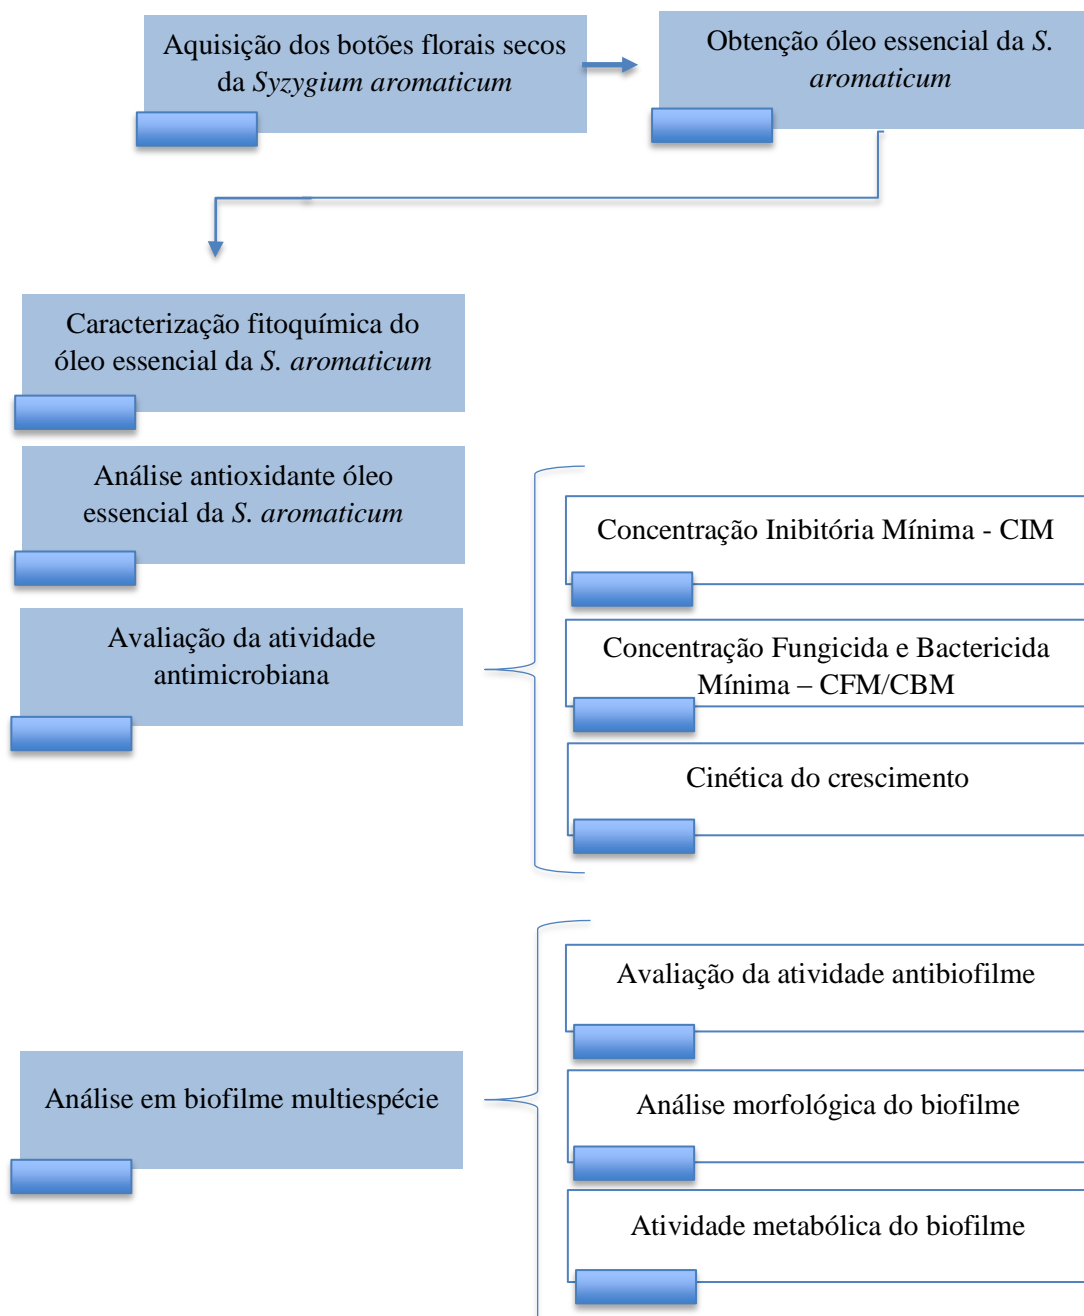 Aquisição dos botões florais secos
da Syzygium aromaticum
Obtenção óleo essencial da S.
aromaticum
Caracterização fitoquímica do
óleo essencial da S. aromaticum
Análise antioxidante óleo
essencial da S. aromaticum
Avaliação da atividade
antimicrobiana
Concentração Inibitória Mínima - CIM
Concentração Fungicida e Bactericida
Mínima – CFM/CBM
Cinética do crescimento
Análise em biofilme multiespécie
Avaliação da atividade antibiofilme
Análise morfológica do biofilme
Atividade metabólica do biofilme